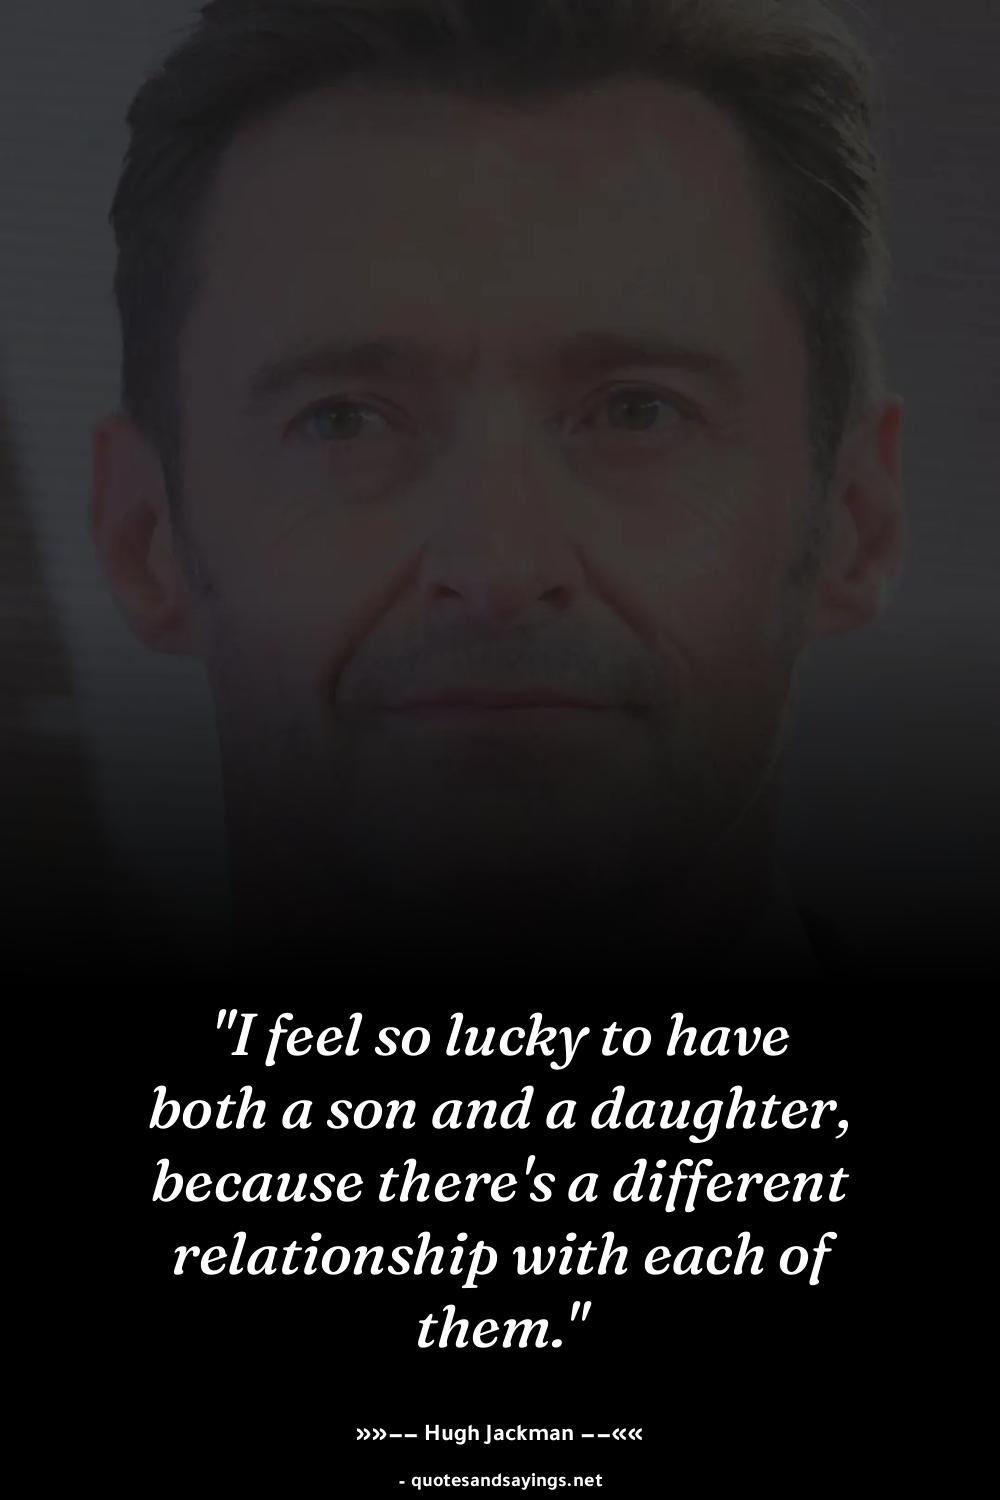 "I feel so lucky to have
both a son and a daughter,
because there's a different
relationship with each of
them."
»»–– Hugh Jackman ––««
- quotesandsayings.net